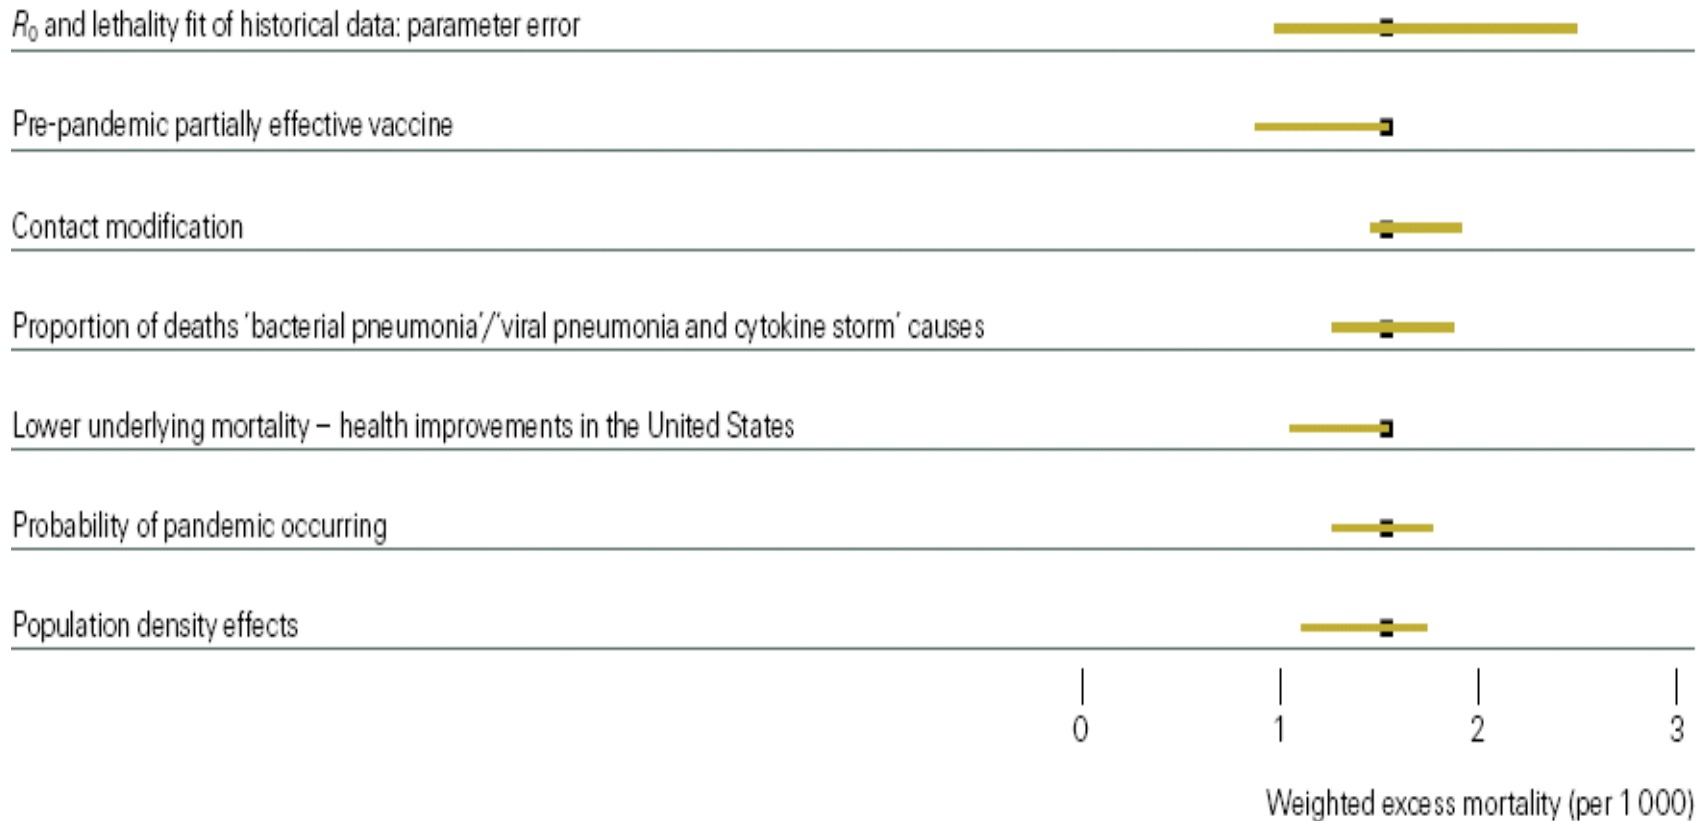 R₀ and lethality fit of historical data: parameter error
Pre-pandemic partially effective vaccine
Contact modification
Proportion of deaths ‘bacterial pneumonia’/‘viral pneumonia and cytokine storm’ causes
Lower underlying mortality – health improvements in the United States
Probability of pandemic occurring
Population density effects
0 1 2 3
Weighted excess mortality (per 1 000)